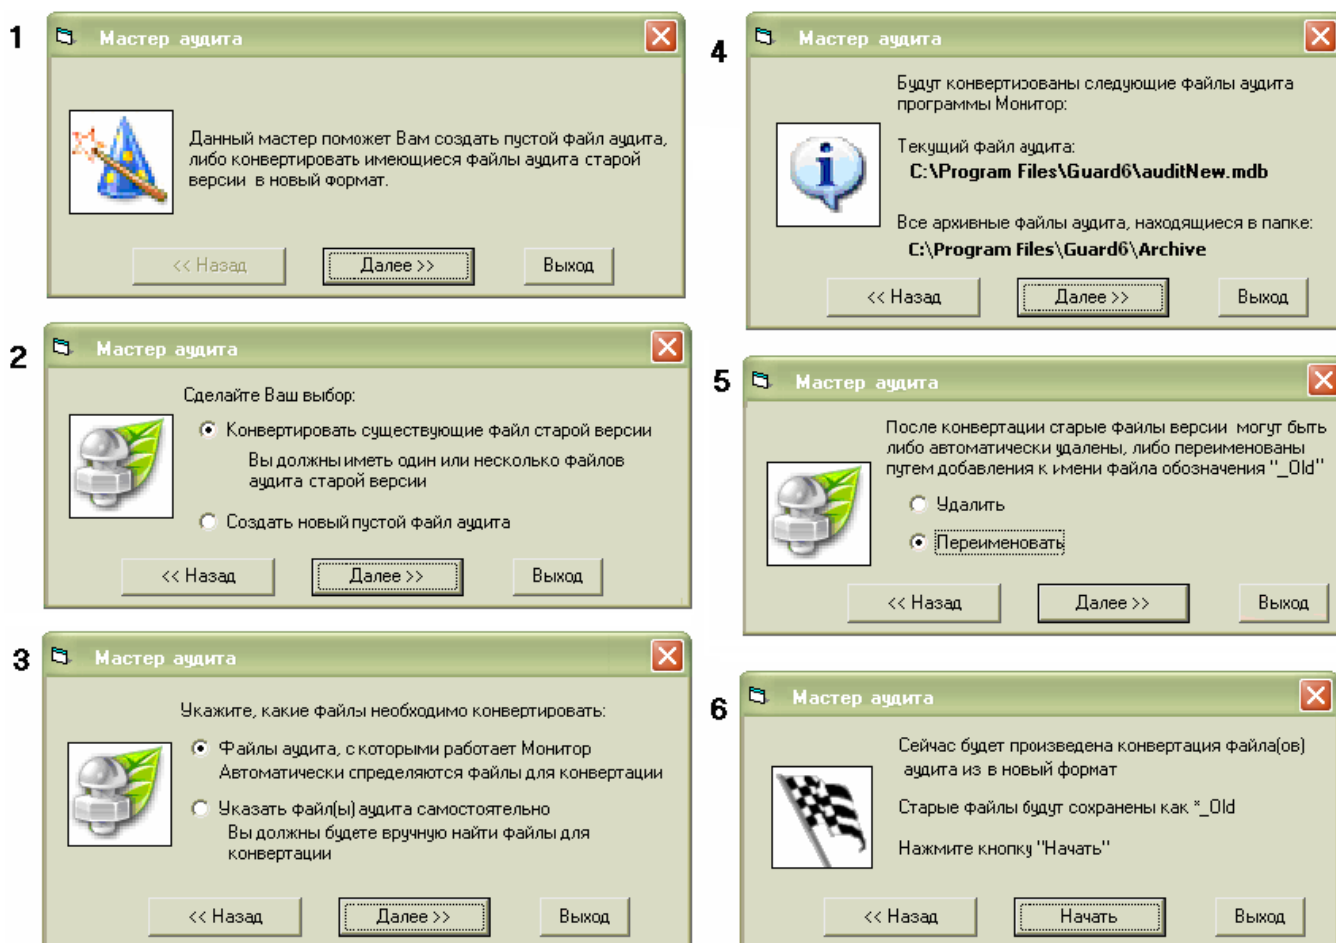 1
Мастер аудита
Данный мастер поможет Вам создать пустой файл аудита,
либо конвертировать имеющиеся файлы аудита старой
версии в новый формат.
<< Назад
Далее >>
Выход
2
Мастер аудита
Сделайте Ваш выбор:
Конвертировать существующие файл старой версии
Вы должны иметь один или несколько файлов
аудита старой версии
Создать новый пустой файл аудита
<< Назад
Далее >>
Выход
3
Мастер аудита
Укажите, какие файлы необходимо конвертировать:
Файлы аудита, с которыми работает Монитор
Автоматически спределяются файлы для конвертации
Указать файл(ы) аудита самостоятельно
Вы должны будете вручную найти файлы для
конвертации
<< Назад
Далее >>
Выход
4
Мастер аудита
Будут конвертизованы следующие файлы аудита
программы Монитор:
Текущий файл аудита:
C:\Program Files\Guard6\auditNew.mdb
Все архивные файлы аудита, находящиеся в папке:
C:\Program Files\Guard6\Archive
<< Назад
Далее >>
Выход
5
Мастер аудита
После конвертации старые файлы версии могут быть
либо автоматически удалены, либо переименованы
путем добавления к имени файла обозначения "_Old"
Удалить
Переименовать
<< Назад
Далее >>
Выход
6
Мастер аудита
Сейчас будет произведена конвертация файла(ов)
аудита из в новый формат
Старые файлы будут сохранены как *_Old
Нажмите кнопку "Начать"
<< Назад
Начать
Выход